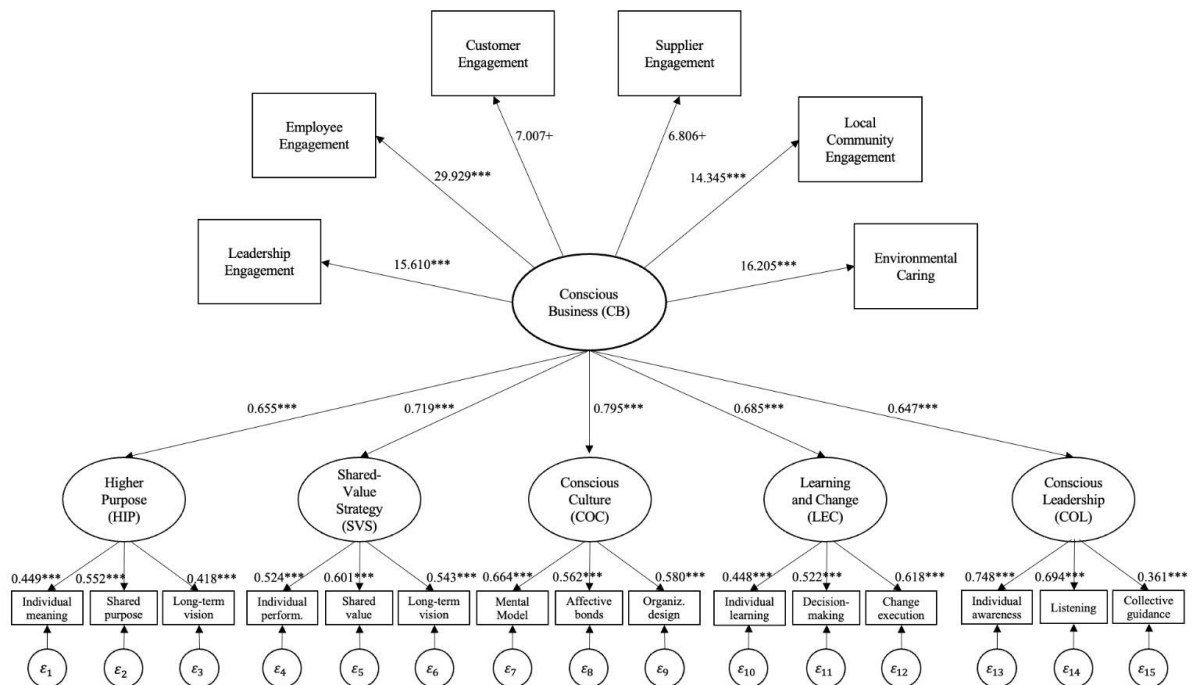 Customer
Engagement
Supplier
Engagement
Employee
Engagement
Local
Community
Engagement
7.007+
6.806+
29.929***
14.345***
Leadership
Engagement
15.610***
16.205***
Environmental
Caring
Conscious
Business (CB)
0.655***
0.719***
0.795***
0.685***
0.647***
Higher
Purpose
(HIP)
Shared-
Value
Strategy
(SVS)
Conscious
Culture
(COC)
Learning
and Change
(LEC)
Conscious
Leadership
(COL)
0.449***
0.552***
0.418***
0.524***
0.601***
0.543***
0.664***
0.562***
0.580***
0.448***
0.522***
0.618***
0.748***
0.694***
0.361***
Individual
meaning
Shared
purpose
Long-term
vision
Individual
perform.
Shared
value
Long-term
vision
Mental
Model
Affective
bonds
Organiz.
design
Individual
learning
Decision-
making
Change
execution
Individual
awareness
Listening
Collective
guidance
ε1
ε2
ε3
ε4
ε5
ε6
ε7
ε8
ε9
ε10
ε11
ε12
ε13
ε14
ε15